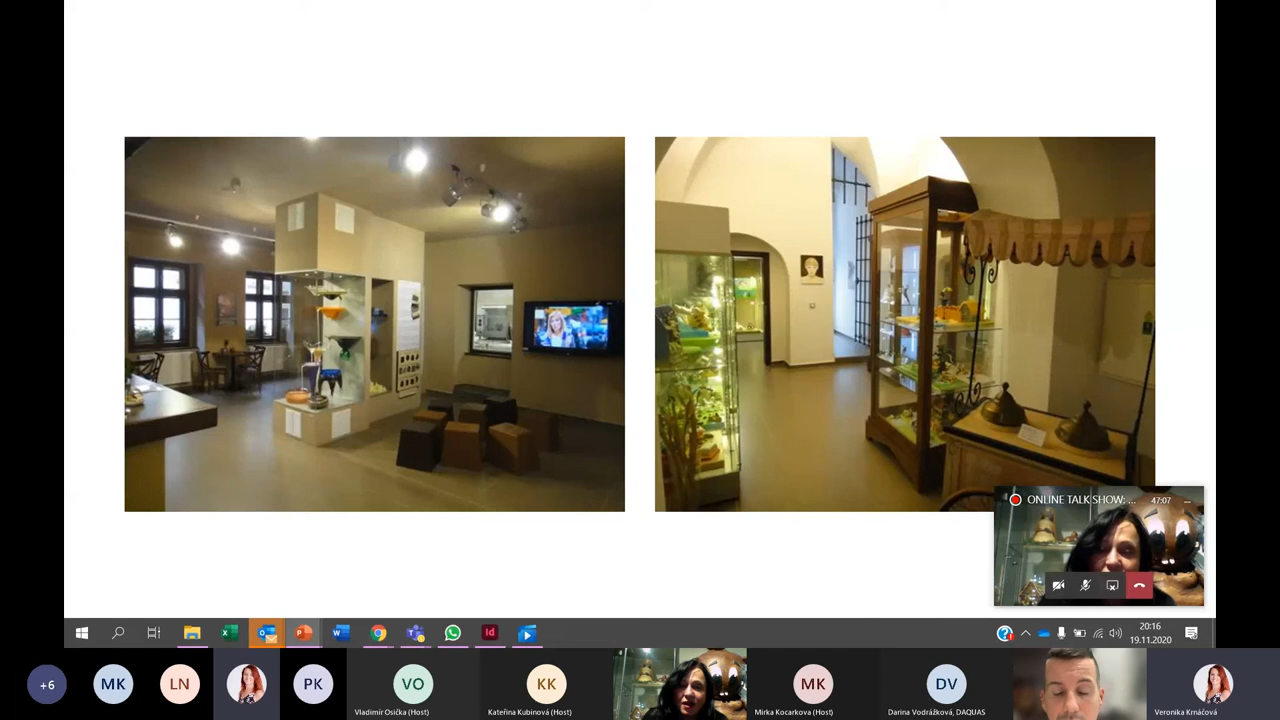 ONLINE TALK SHOW: ...
47:07
20:16
19.11.2020
+6
MK
LN
PK
VO
Vladimír Osička (Host)
KK
Kateřina Kubínová (Host)
MK
Mirka Kocarkova (Host)
DV
Darina Vodrážková, DAQUAS
Veronika Krnáčová